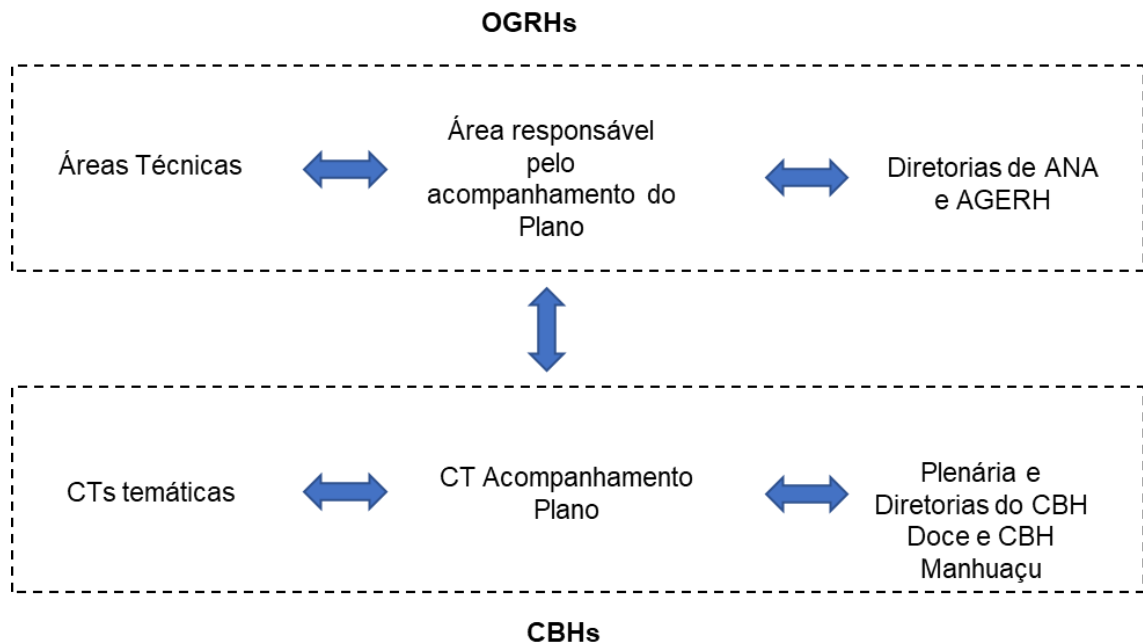 OGRHs
Áreas Técnicas
Área responsável
pelo
acompanhamento do
Plano
Diretorias de ANA
e AGERH
CTs temáticas
CT Acompanhamento
Plano
Plenária e
Diretorias do CBH
Doce e CBH
Manhuaçu
CBHs